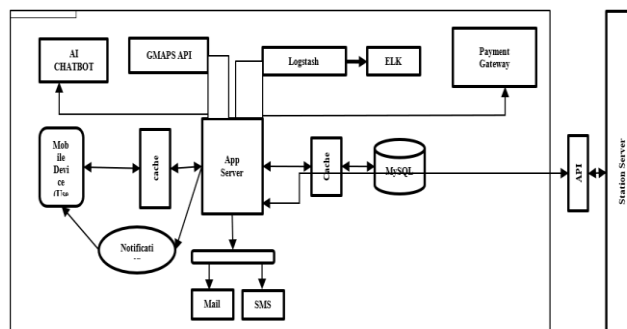 AI
CHATBOT
GMAPS API
Logstash
ELK
Payment
Gateway
Mob
ile
Devi
ce
(Use
cache
App
Server
Cache
MySQL
API
Station Server
Notificati
Mail
SMS